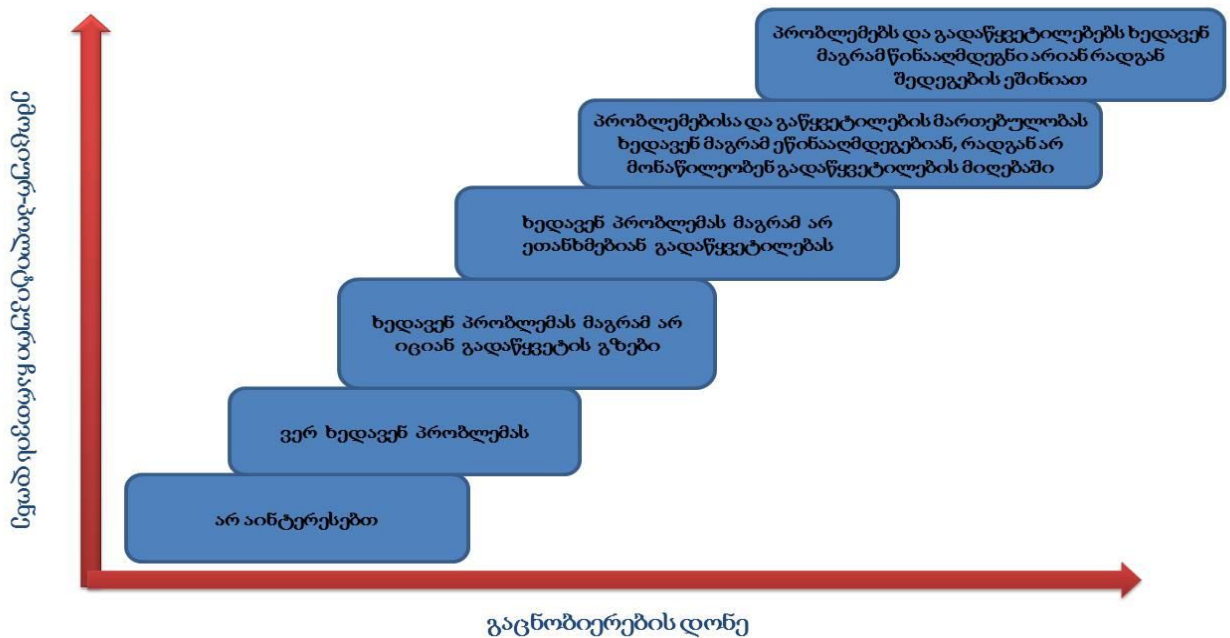 პრობლემებს და გადაწყვეტილებებს ხედავენ
მაგრამ წინააღმდეგნი არიან რადგან
შედეგების ეშინიათ
პრობლემებისა და გაწყვეტილების მართებულობას
ხედავენ მაგრამ ეწინააღმდეგებიან, რადგან არ
მონაწილეობენ გადაწყვეტილების მიღებაში
ხედავენ პრობლემას მაგრამ არ
ეთანხმებიან გადაწყვეტილებას
ხედავენ პრობლემას მაგრამ არ
იციან გადაწყვეტის გზები
ვერ ხედავენ პრობლემას
არ აინტერესებთ
გაცნობიერების დონე